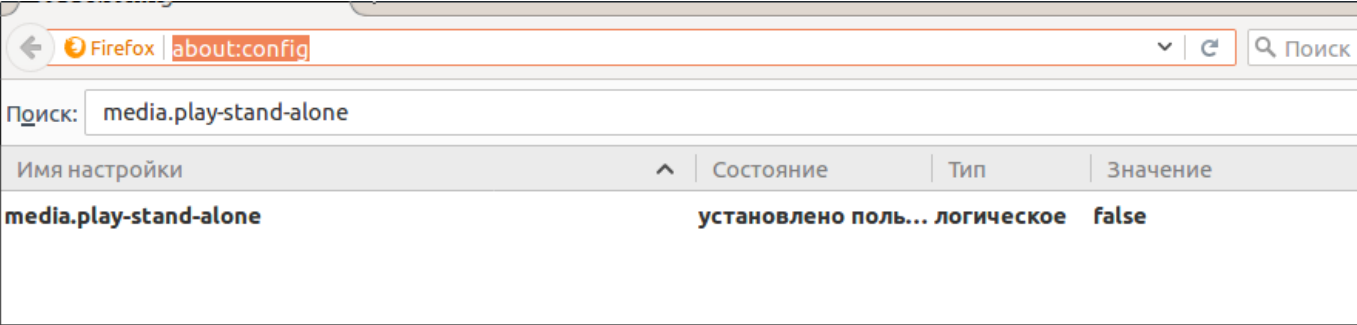 Firefox about:config Поиск
Поиск: media.play-stand-alone
Имя настройки Состояние Тип Значение
media.play-stand-alone установлено поль... логическое false